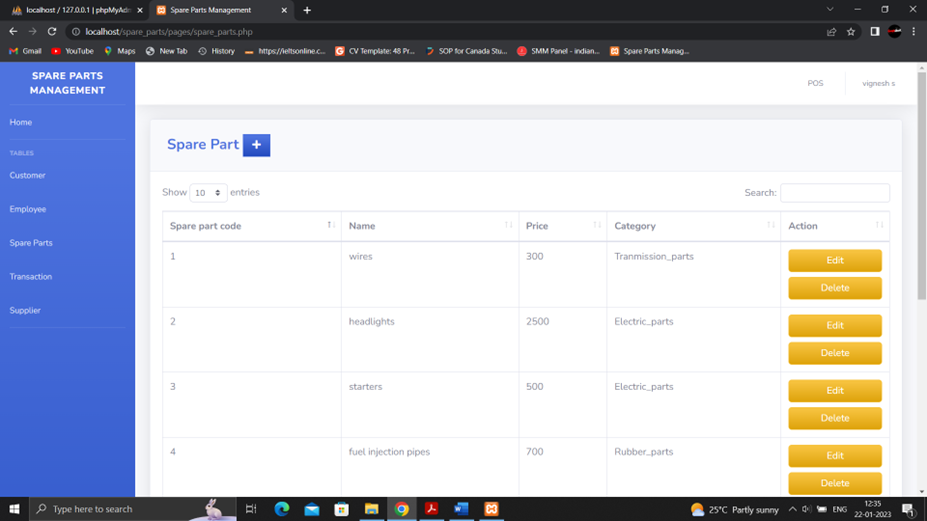 localhost / 127.0.0.1 | phpMyAdm
Spare Parts Management
localhost/spare_parts/pages/spare_parts.php
Gmail YouTube Maps New Tab History https://ieltsonline.c... CV Template: 48 Pr... SOP for Canada Stu... SMM Panel - indian... Spare Parts Manag...
SPARE PARTS
MANAGEMENT
Home
TABLES
Customer
Employee
Spare Parts
Transaction
Supplier
POS vignesh s
Spare Part +
Show 10 entries Search:
Spare part code Name Price Category Action
1 wires 300 Tranmission_parts Edit
Delete
2 headlights 2500 Electric_parts Edit
Delete
3 starters 500 Electric_parts Edit
Delete
4 fuel injection pipes 700 Rubber_parts Edit
Delete
Type here to search
25°C Partly sunny ENG 12:35
22-01-2023